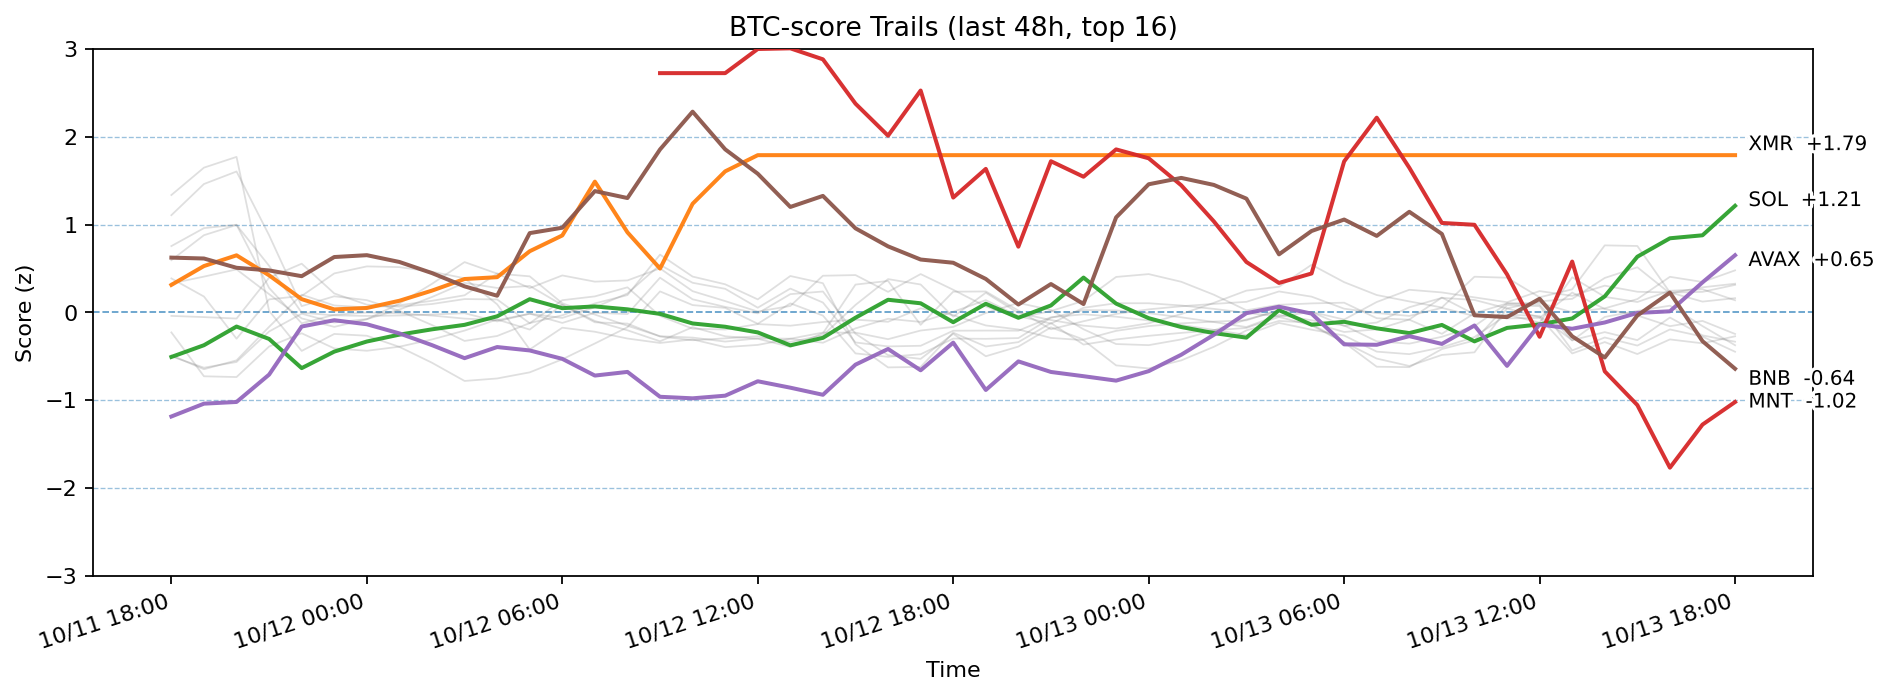 BTC-score Trails (last 48h, top 16)
3
2
1
0
−1
−2
−3
Score (z)
XMR +1.79
SOL +1.21
AVAX +0.65
BNB -0.64
MNT -1.02
10/11 18:00
10/12 00:00
10/12 06:00
10/12 12:00
10/12 18:00
10/13 00:00
10/13 06:00
10/13 12:00
10/13 18:00
Time